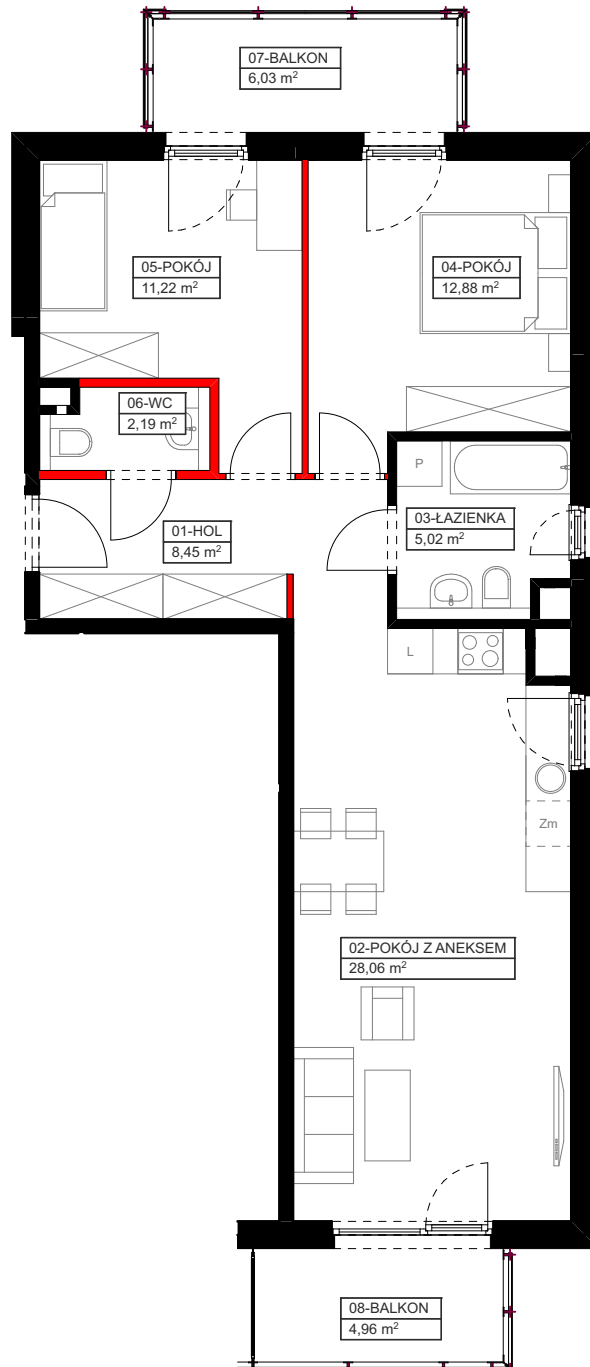 07-BALKON
6,03 m²
05-POKÓJ
11,22 m²
04-POKÓJ
12,88 m²
06-WC
2,19 m²
P
03-ŁAZIENKA
5,02 m²
01-HOL
8,45 m²
L
Zm
02-POKÓJ Z ANEKSEM
28,06 m²
08-BALKON
4,96 m²